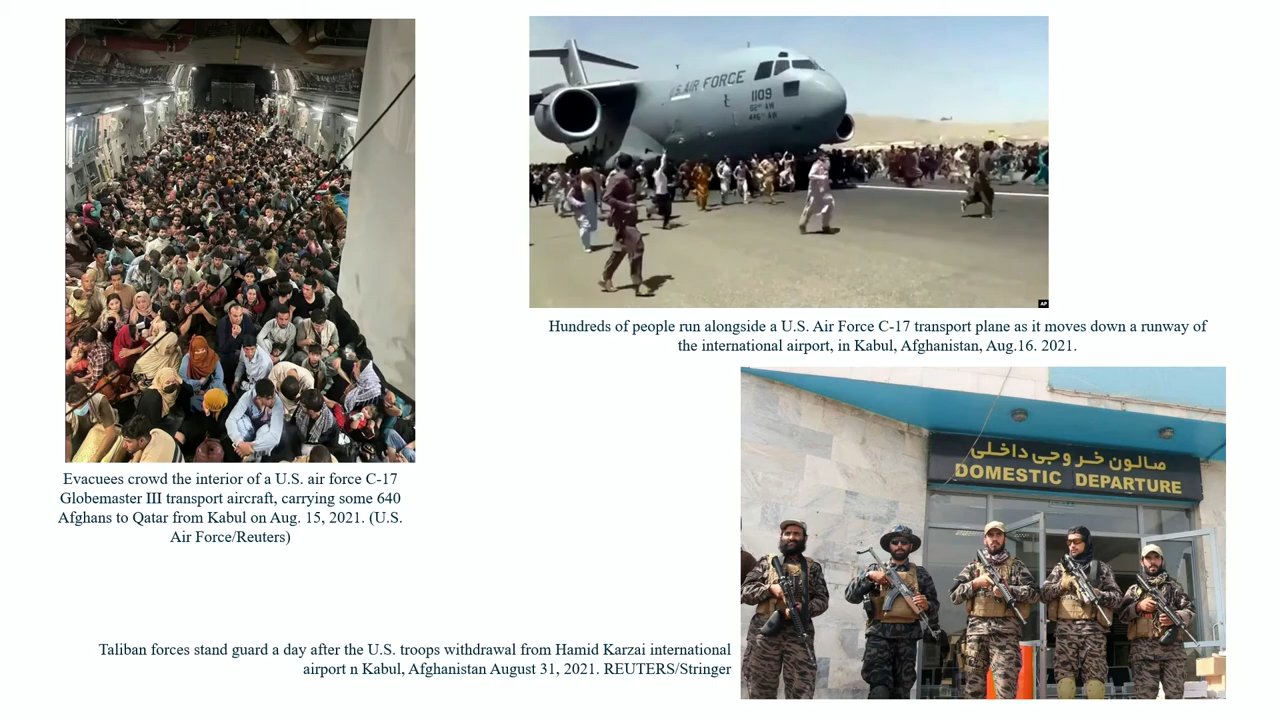 U.S AIR FORCE
1109
AP
Evacuees crowd the interior of a U.S. air force C-17
Globemaster III transport aircraft, carrying some 640
Afghans to Qatar from Kabul on Aug. 15, 2021. (U.S.
Air Force/Reuters)
Hundreds of people run alongside a U.S. Air Force C-17 transport plane as it moves down a runway of
the international airport, in Kabul, Afghanistan, Aug.16. 2021.
صالون خروجی داخلی
DOMESTIC DEPARTURE
Taliban forces stand guard a day after the U.S. troops withdrawal from Hamid Karzai international
airport n Kabul, Afghanistan August 31, 2021. REUTERS/Stringer